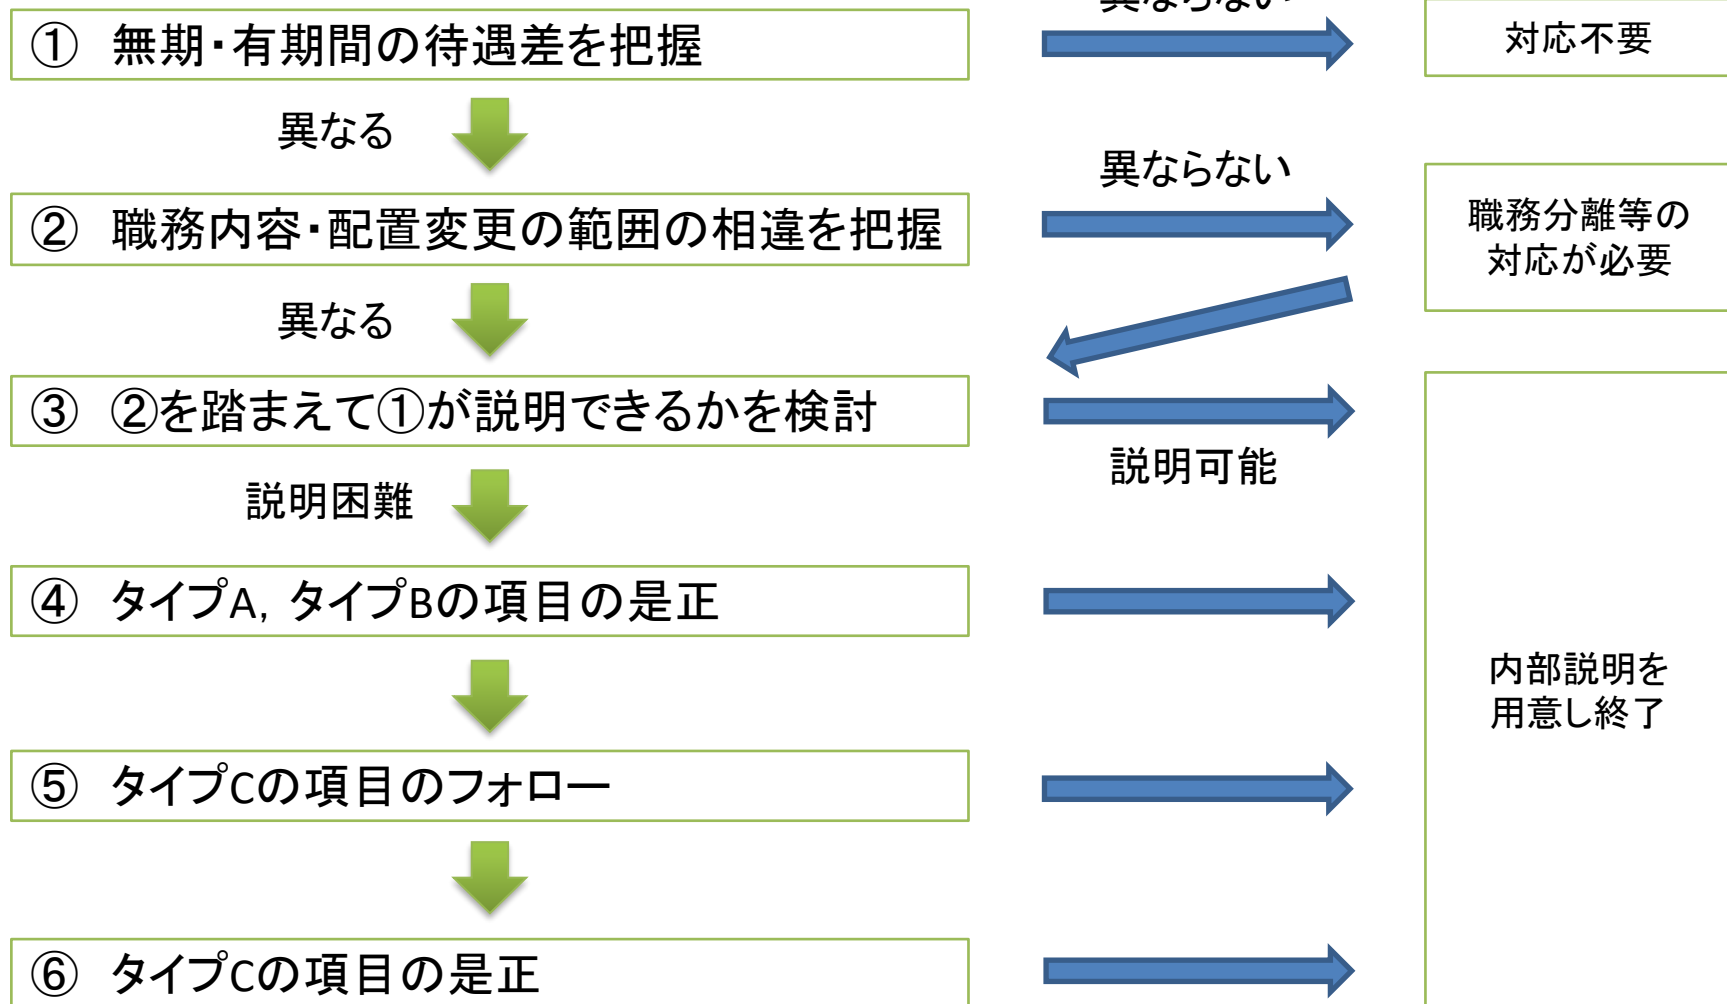 異ならない
① 無期・有期間の待遇差を把握
対応不要
異なる
異ならない
② 職務内容・配置変更の範囲の相違を把握
職務分離等の
対応が必要
異なる
③ ②を踏まえて①が説明できるかを検討
説明可能
説明困難
④ タイプA, タイプBの項目の是正
内部説明を
用意し終了
⑤ タイプCの項目のフォロー
⑥ タイプCの項目の是正